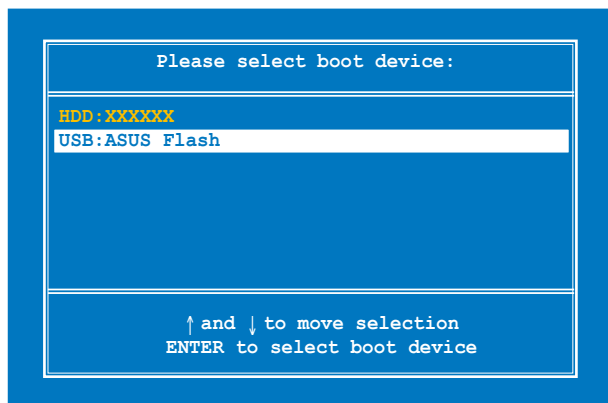 Please select boot device:
HDD:XXXXXX
USB:ASUS Flash
↑ and ↓ to move selection
ENTER to select boot device